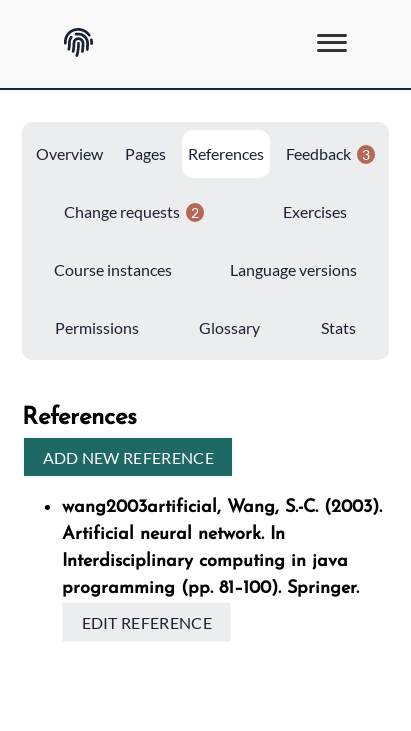 Overview Pages References Feedback 3
Change requests 2 Exercises
Course instances Language versions
Permissions Glossary Stats
References
ADD NEW REFERENCE
wang2003artificial, Wang, S.-C. (2003).
Artificial neural network. In
Interdisciplinary computing in java
programming (pp. 81–100). Springer.
EDIT REFERENCE